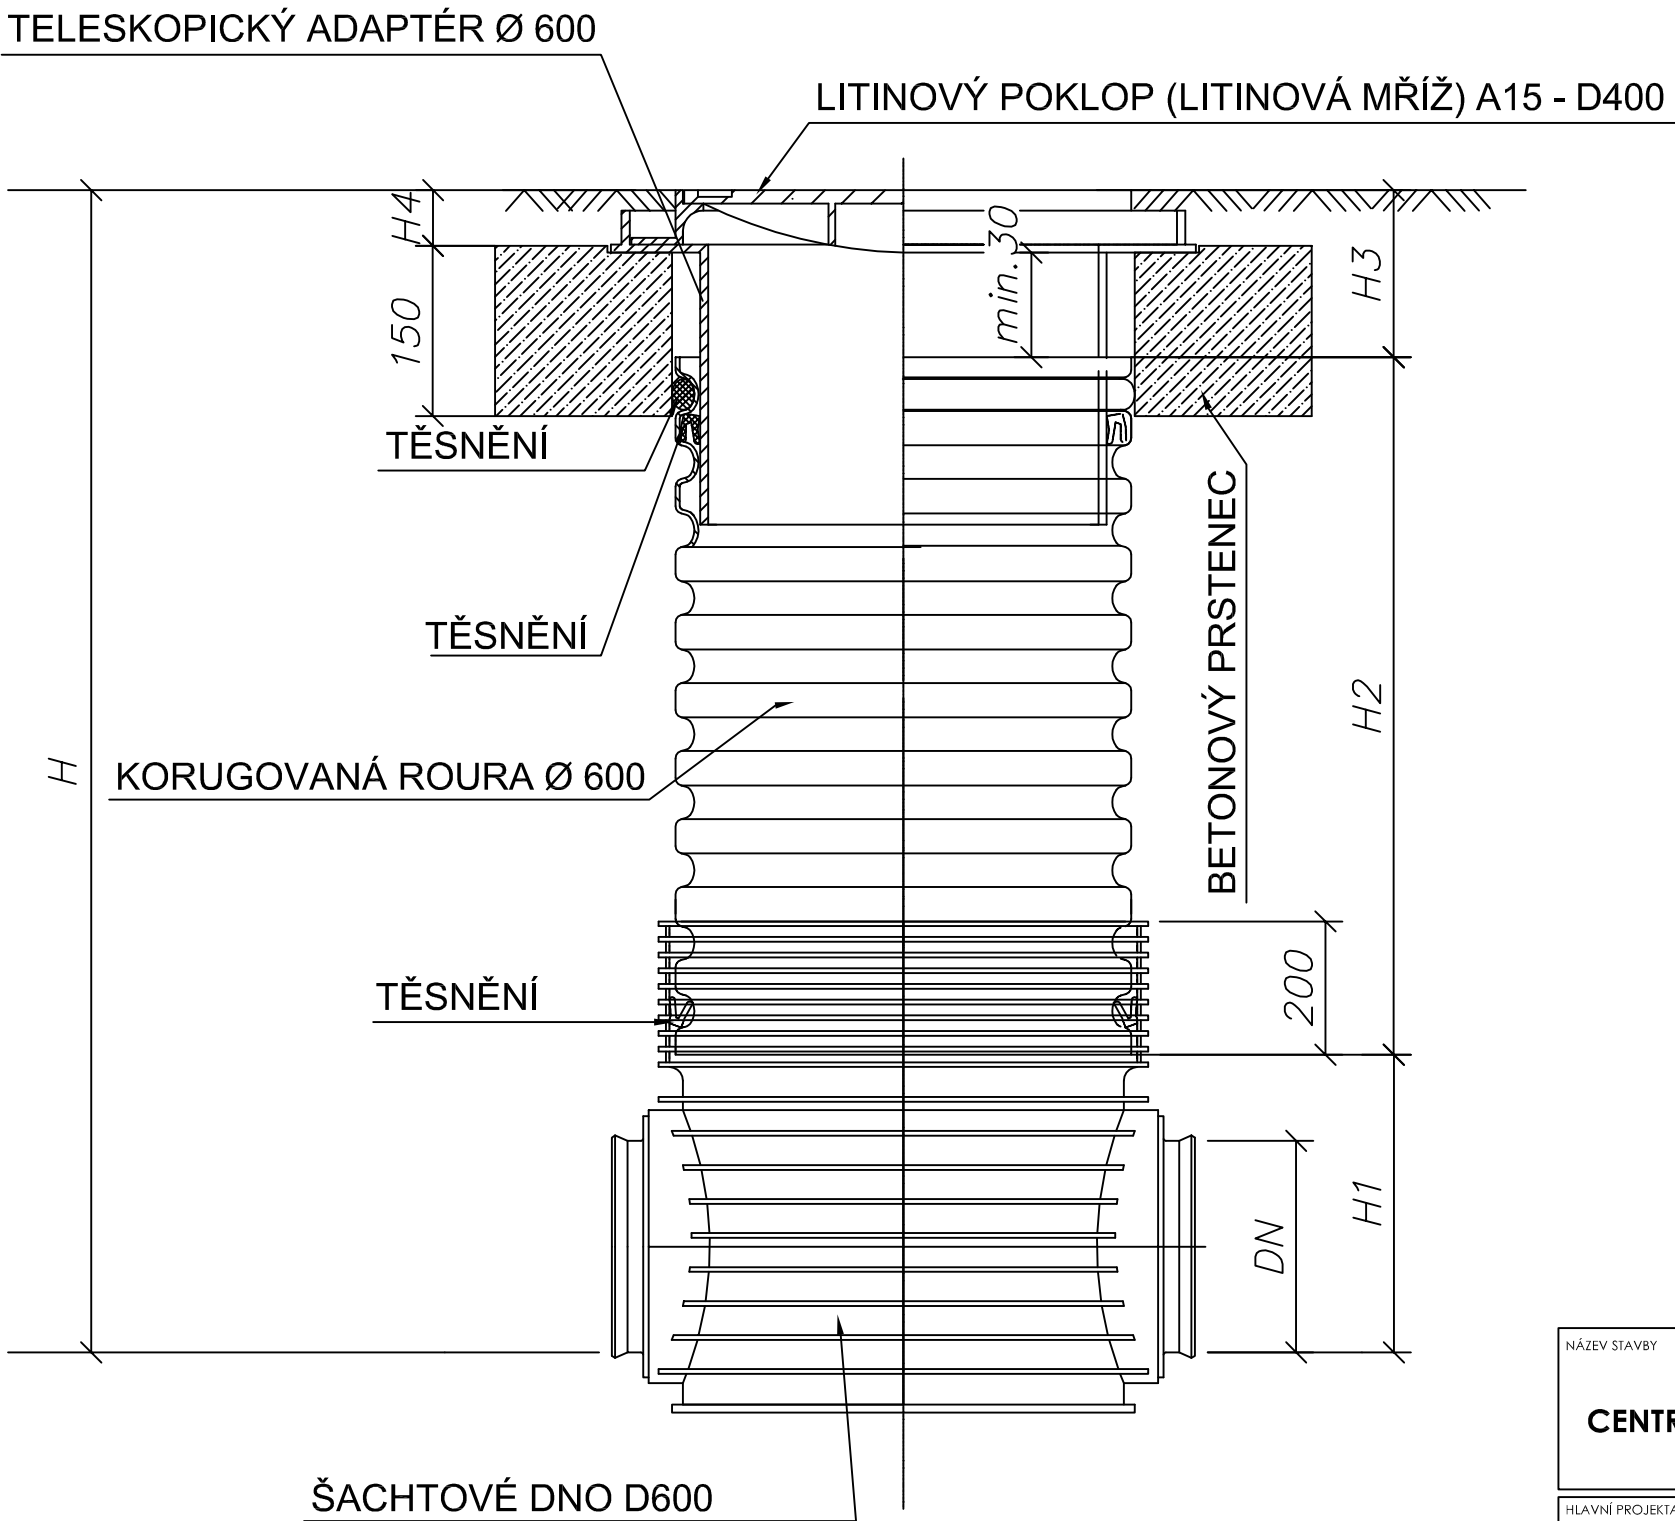 TELESKOPICKÝ ADAPTÉR Ø 600
LITINOVÝ POKLOP (LITINOVÁ MŘÍŽ) A15 - D400
H4
min.30
H3
150
TĚSNĚNÍ
BETONOVÝ PRSTENEC
TĚSNĚNÍ
H2
H
KORUGOVANÁ ROURA Ø 600
TĚSNĚNÍ
200
H1
DN
NÁZEV STAVBY
CENTR
ŠACHTOVÉ DNO D600
HLAVNÍ PROJEKTA